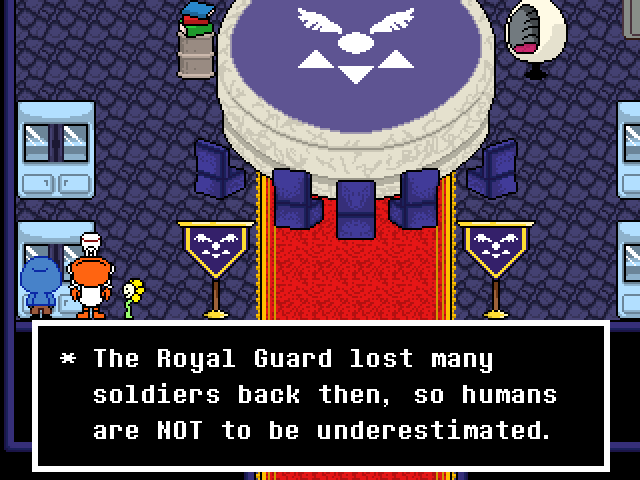 * The Royal Guard lost many
soldiers back then, so humans
are NOT to be underestimated.